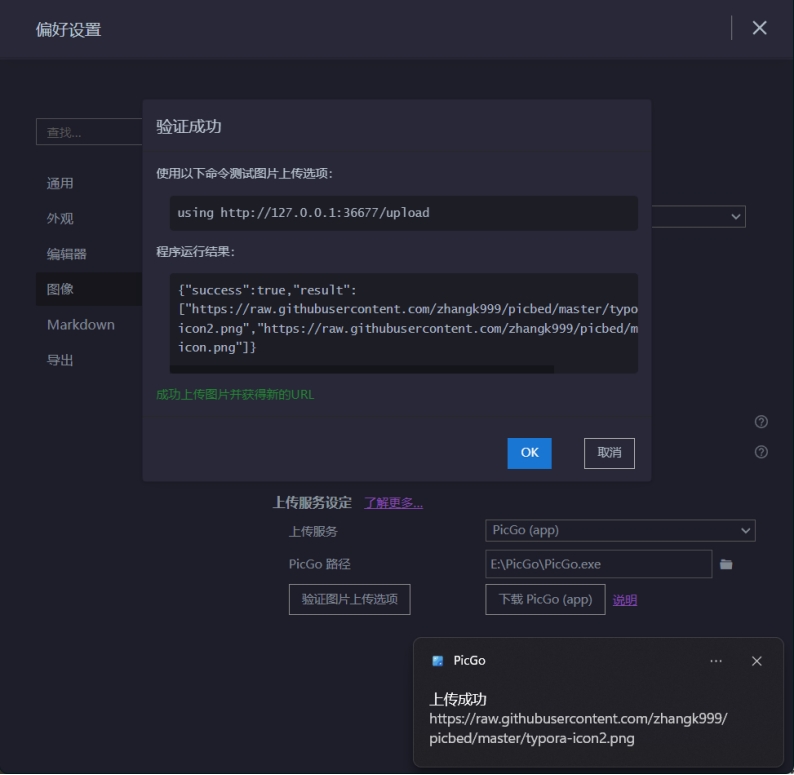 偏好设置
查找...
通用
外观
编辑器
图像
Markdown
导出
验证成功
使用以下命令测试图片上传选项:
using http://127.0.0.1:36677/upload
程序运行结果:
{"success":true,"result":
["https://raw.githubusercontent.com/zhangk999/picbed/master/typo
icon2.png","https://raw.githubusercontent.com/zhangk999/picbed/m
icon.png"]}
成功上传图片并获得新的URL
OK
取消
上传服务设定 了解更多...
上传服务 PicGo (app)
PicGo 路径 E:\PicGo\PicGo.exe
验证图片上传选项 下载 PicGo (app) 说明
PicGo
上传成功
https://raw.githubusercontent.com/zhangk999/
picbed/master/typora-icon2.png